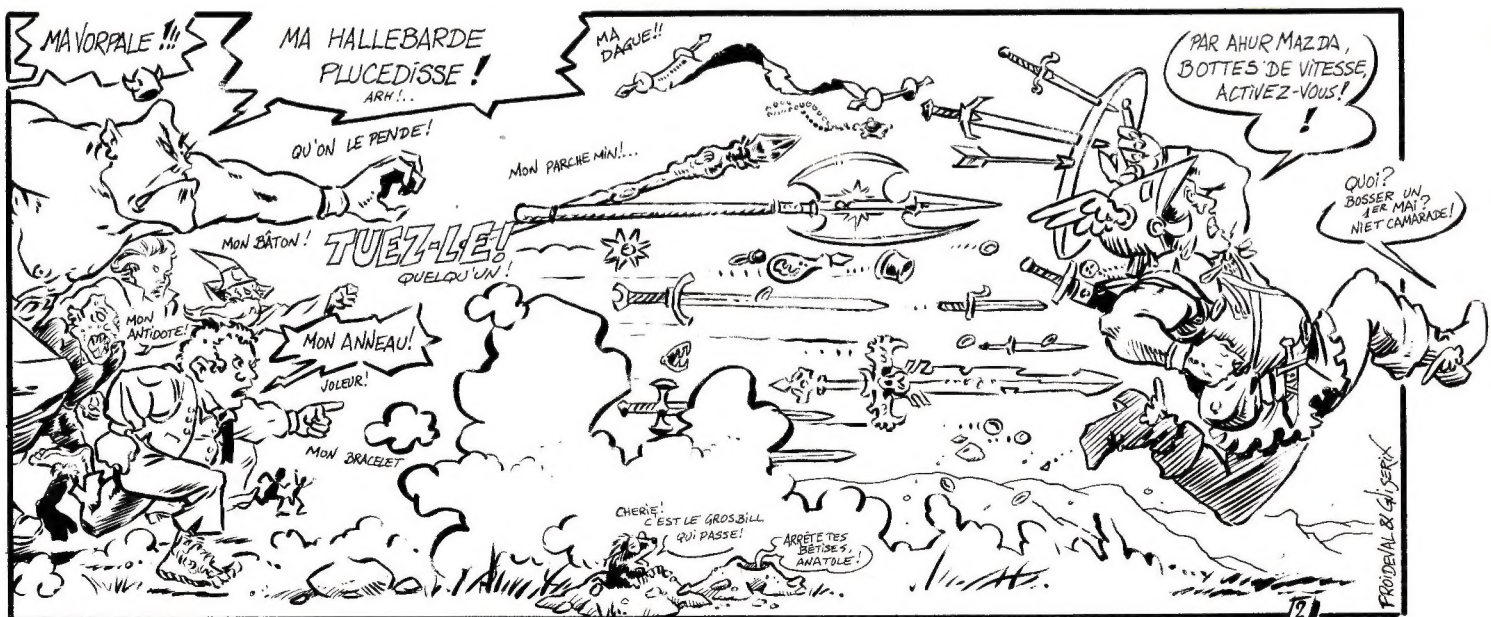 MA VORPALE !!!
MA HALLEBARDE
PLUCEDISSE !
ARH !..
MA
DAGUE !!
PAR AHUR MAZDA,
BOTTES DE VITESSE,
ACTIVEZ-VOUS !
!
QU'ON LE PENDE !
MON PARCHEMIN !...
QUOI ?
BOSSER UN
1ER MAI ?
NIET CAMARADE !
MON BÂTON !
TUEZ-LE !
QUELQU'UN !
MON
ANTIDOTE !
MON ANNEAU !
VOLEUR !
MON BRACELET
CHERIE !
C'EST LE GROSBILL
QUI PASSE !
ARRÊTE TES
BÊTISES,
ANATOLE !
FROIDEVAL & GNISERIX
12